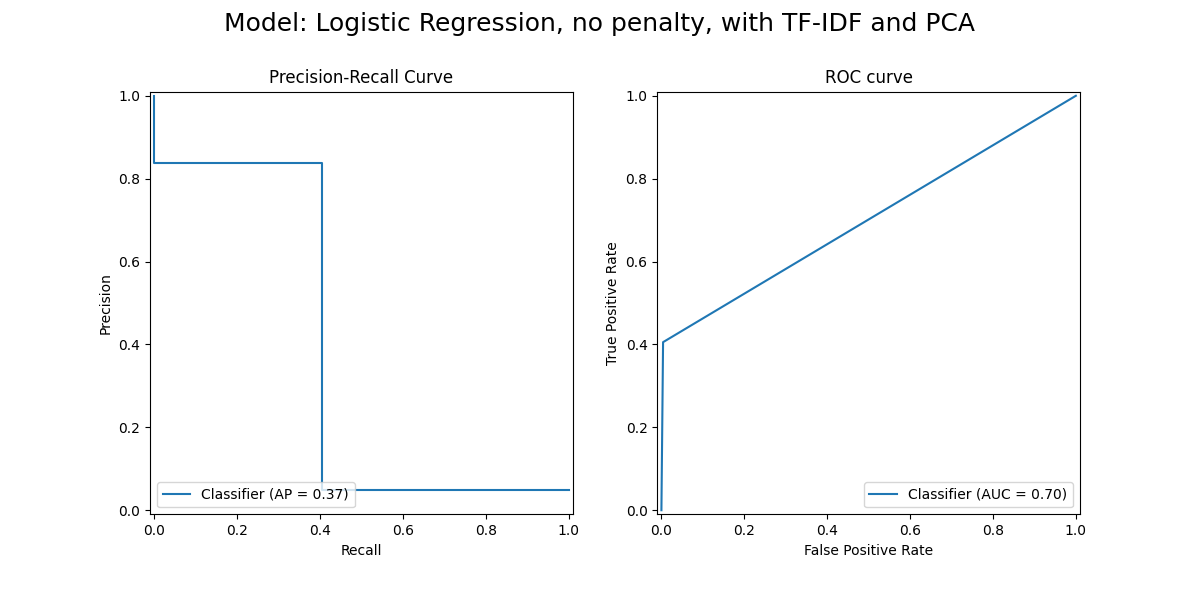 Model: Logistic Regression, no penalty, with TF-IDF and PCA
Precision-Recall Curve
1.0
0.8
0.6
0.4
0.2
0.0
Precision
Classifier (AP = 0.37)
0.0 0.2 0.4 0.6 0.8 1.0
Recall
ROC curve
1.0
0.8
0.6
0.4
0.2
0.0
True Positive Rate
Classifier (AUC = 0.70)
0.0 0.2 0.4 0.6 0.8 1.0
False Positive Rate